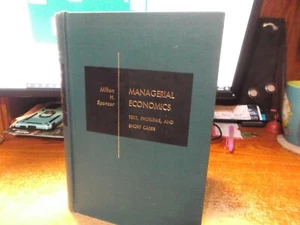 Milton
H.
Spencer
MANAGERIAL
ECONOMICS
TEXT, PROBLEMS, AND
SHORT CASES